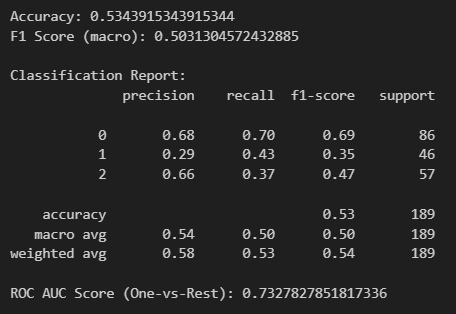 Accuracy: 0.5343915343915344
F1 Score (macro): 0.5031304572432885

Classification Report:
              precision    recall  f1-score   support

           0       0.68      0.70      0.69        86
           1       0.29      0.43      0.35        46
           2       0.66      0.37      0.47        57

    accuracy                           0.53       189
   macro avg       0.54      0.50      0.50       189
weighted avg       0.58      0.53      0.54       189

ROC AUC Score (One-vs-Rest): 0.7327827851817336